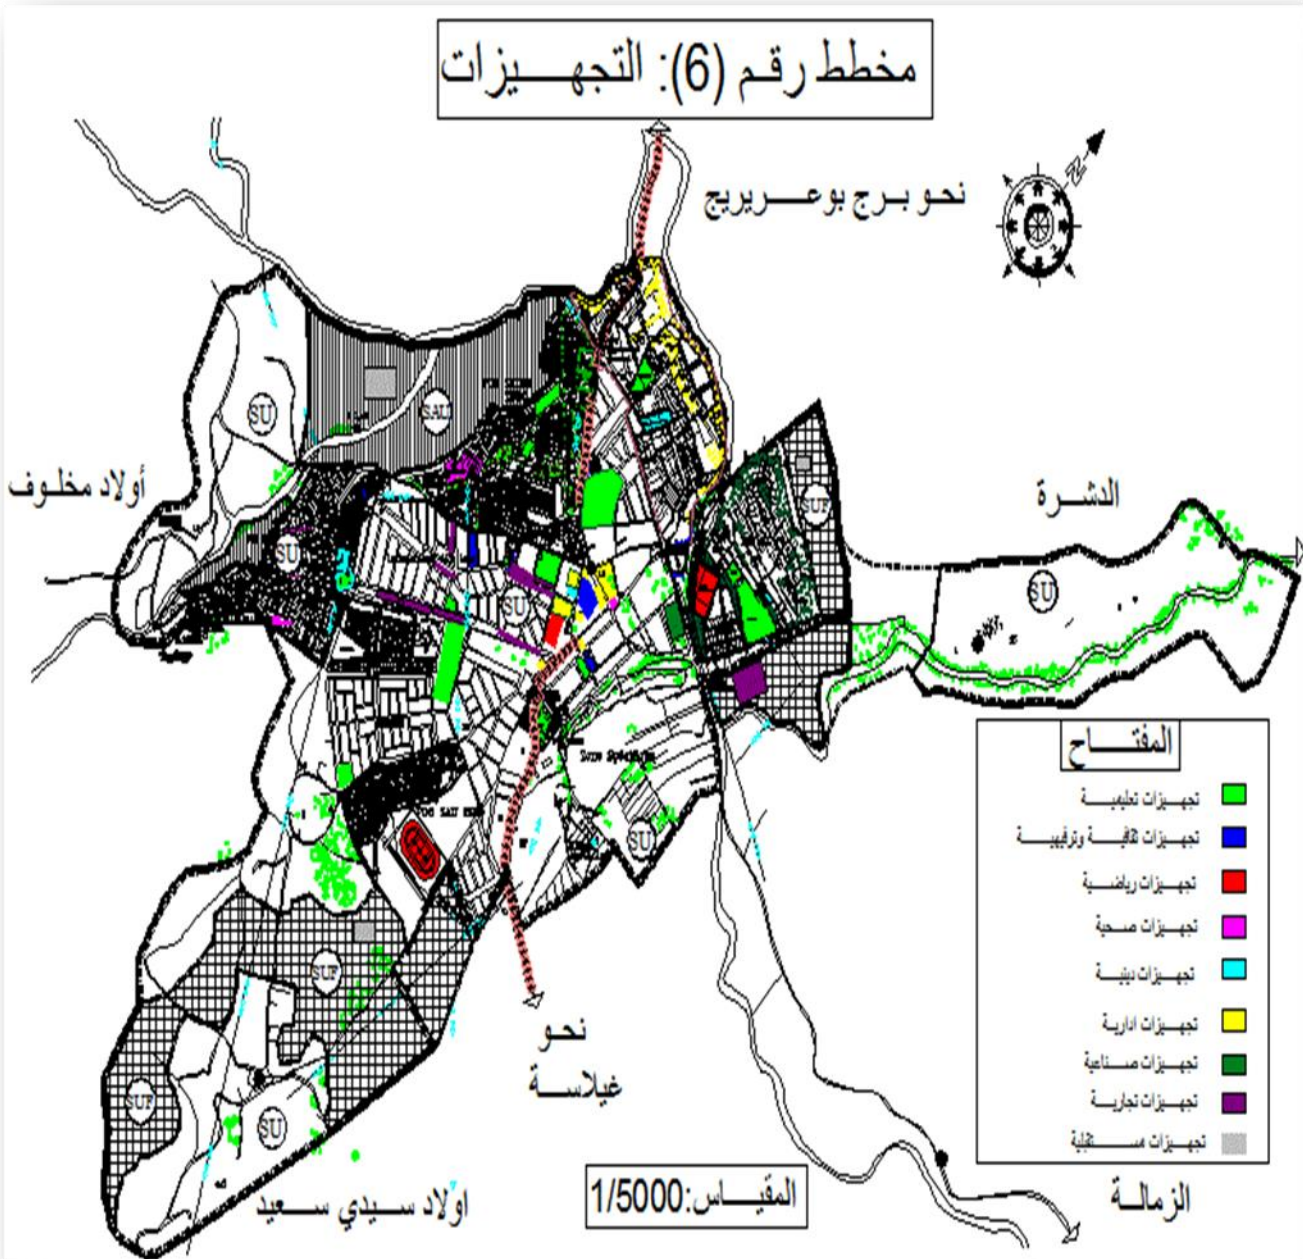 مخطط رقم (6): التجهيزات
N
نحو برج بوعريريج
SU
SAU
أولاد مخلوف
الدشرة
SUF
SU
SU
SU
المفتاح
تجهيزات تعليمية
تجهيزات ثقافية وترفيهية
تجهيزات رياضية
تجهيزات صحية
تجهيزات دينية
تجهيزات ادارية
تجهيزات صناعية
تجهيزات تجارية
تجهيزات مستقبلية
SU
SUF
نحو
غيلاسة
SUF
SU
المقياس:1/5000
اولاد سيدي سعيد
الزمالة